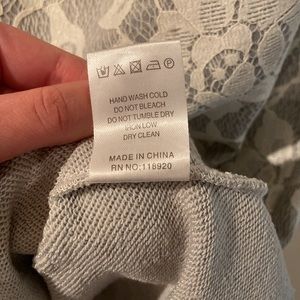 HAND WASH COLD
DO NOT BLEACH
DO NOT TUMBLE DRY
IRON LOW
DRY CLEAN
MADE IN CHINA
RN NO:118920